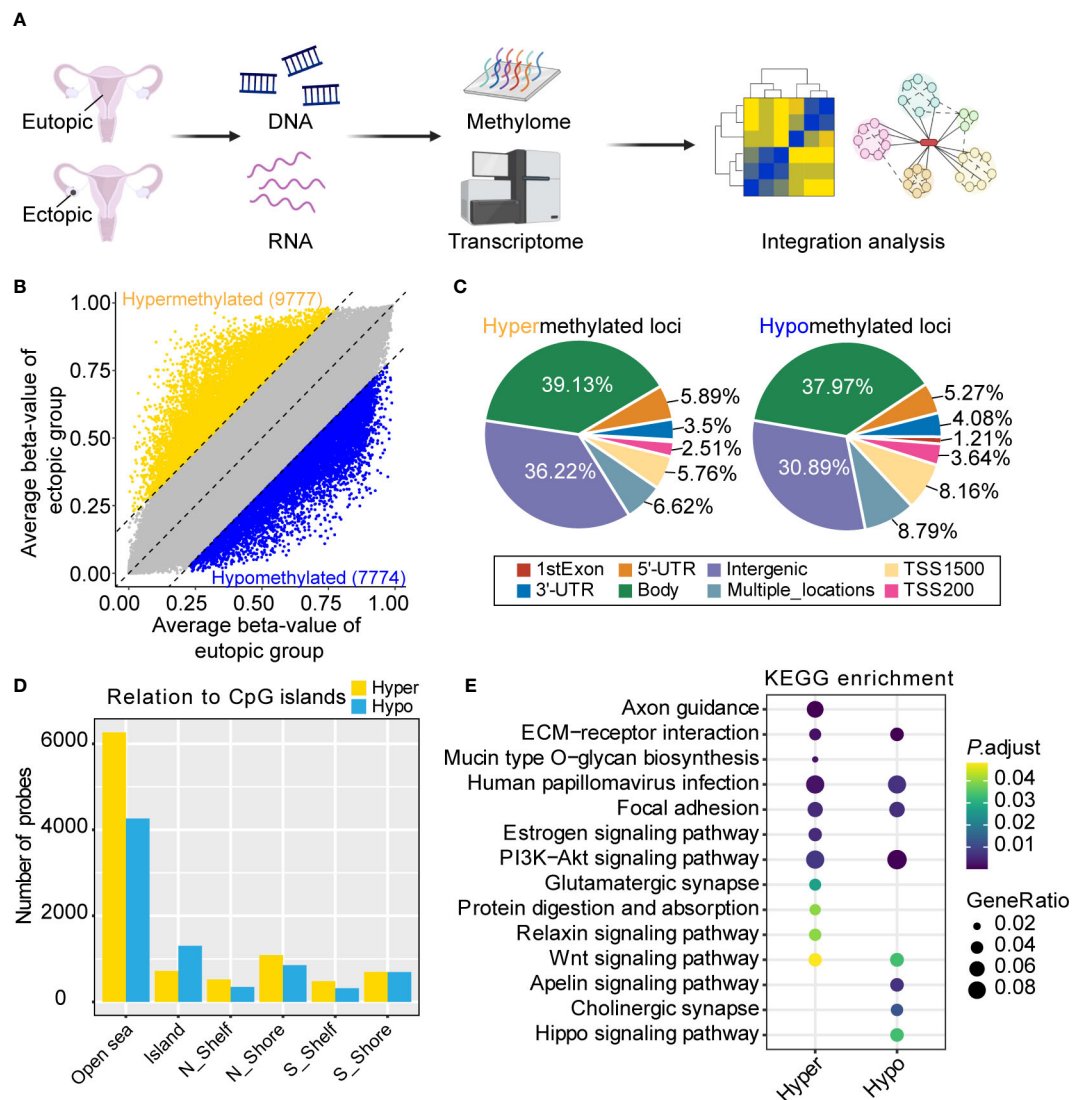 A
Eutopic
Ectopic
DNA
RNA
Methylome
Transcriptome
Integration analysis
B
Hypermethylated (9777)
1.00
0.75
0.50
0.25
0.00
Average beta-value of
ectopic group
Hypomethylated (7774)
0.00
0.25
0.50
0.75
1.00
Average beta-value of
eutopic group
C
Hypermethylated loci
39.13%
5.89%
3.5%
2.51%
5.76%
6.62%
36.22%
Hypomethylated loci
37.97%
5.27%
4.08%
1.21%
3.64%
8.16%
8.79%
30.89%
1stExon
5'-UTR
Intergenic
TSS1500
3'-UTR
Body
Multiple_locations
TSS200
D
Relation to CpG islands
Hyper
Hypo
Number of probes
6000
4000
2000
0
Open sea
Island
N_Shelf
N_Shore
S_Shelf
S_Shore
E
KEGG enrichment
Axon guidance
ECM−receptor interaction
Mucin type O−glycan biosynthesis
Human papillomavirus infection
Focal adhesion
Estrogen signaling pathway
PI3K−Akt signaling pathway
Glutamatergic synapse
Protein digestion and absorption
Relaxin signaling pathway
Wnt signaling pathway
Apelin signaling pathway
Cholinergic synapse
Hippo signaling pathway
Hyper
Hypo
P.adjust
0.04
0.03
0.02
0.01
GeneRatio
0.02
0.04
0.06
0.08